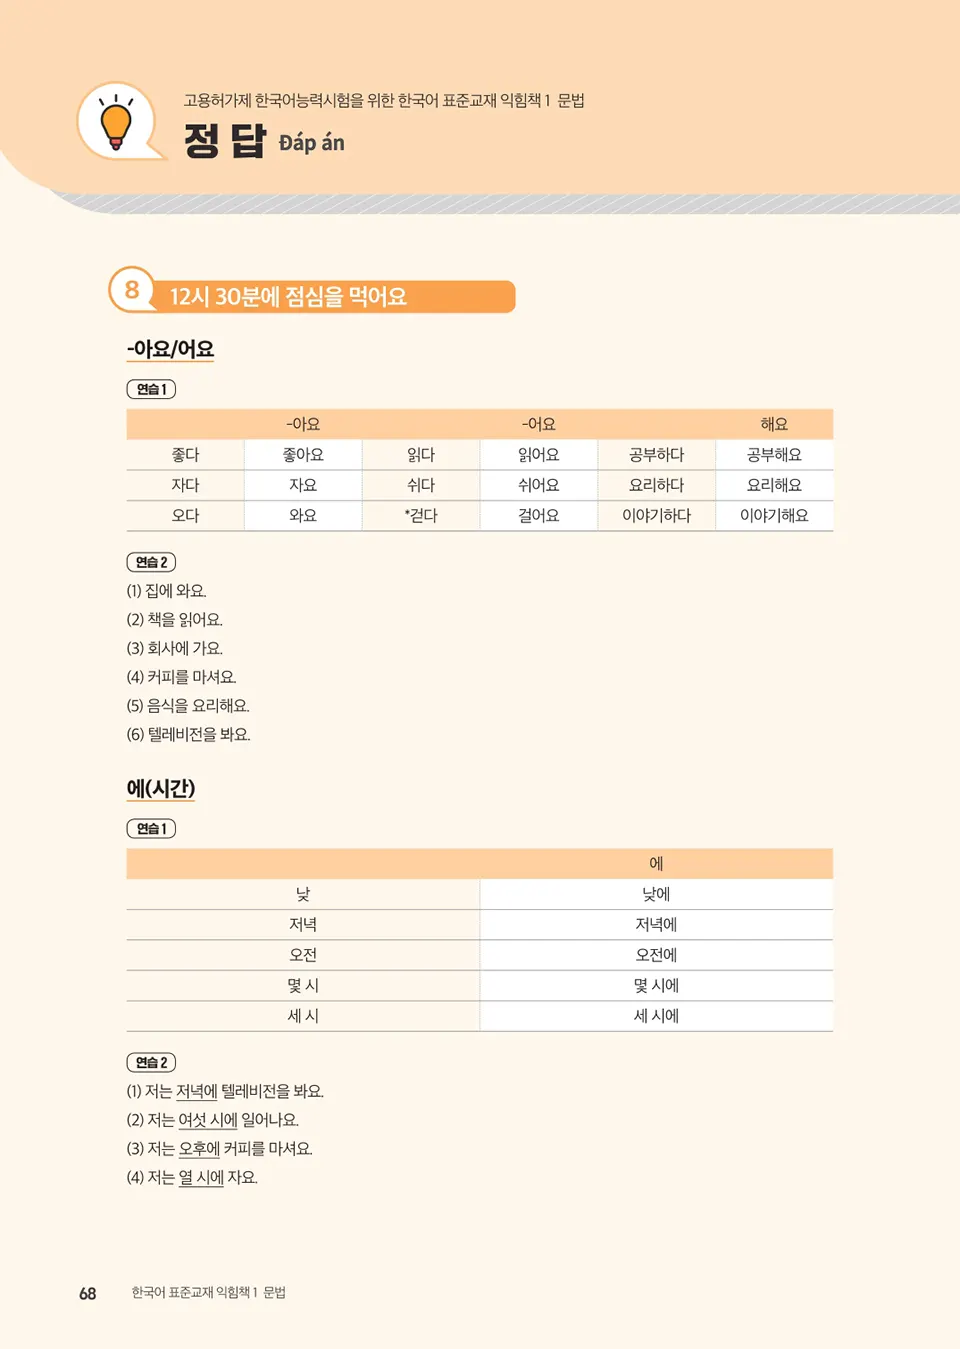 고용허가제 한국어능력시험을 위한 한국어 표준교재 익힘책 1 문법
정 답 Đáp án
8 12시 30분에 점심을 먹어요
-아요/어요
연습 1
-아요 -어요 해요
좋다 좋아요 읽다 읽어요 공부하다 공부해요
자다 자요 쉬다 쉬어요 요리하다 요리해요
오다 와요 *걷다 걸어요 이야기하다 이야기해요
연습 2
(1) 집에 와요.
(2) 책을 읽어요.
(3) 회사에 가요.
(4) 커피를 마셔요.
(5) 음식을 요리해요.
(6) 텔레비전을 봐요.
에(시간)
연습 1
에
낮 낮에
저녁 저녁에
오전 오전에
몇 시 몇 시에
세 시 세 시에
연습 2
(1) 저는 저녁에 텔레비전을 봐요.
(2) 저는 여섯 시에 일어나요.
(3) 저는 오후에 커피를 마셔요.
(4) 저는 열 시에 자요.
68 한국어 표준교재 익힘책 1 문법